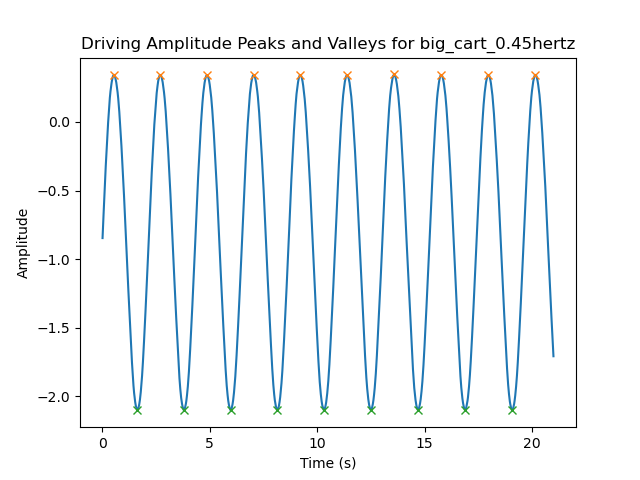 Driving Amplitude Peaks and Valleys for big_cart_0.45hertz
0.0
−0.5
−1.0
−1.5
−2.0
Amplitude
0 5 10 15 20
Time (s)